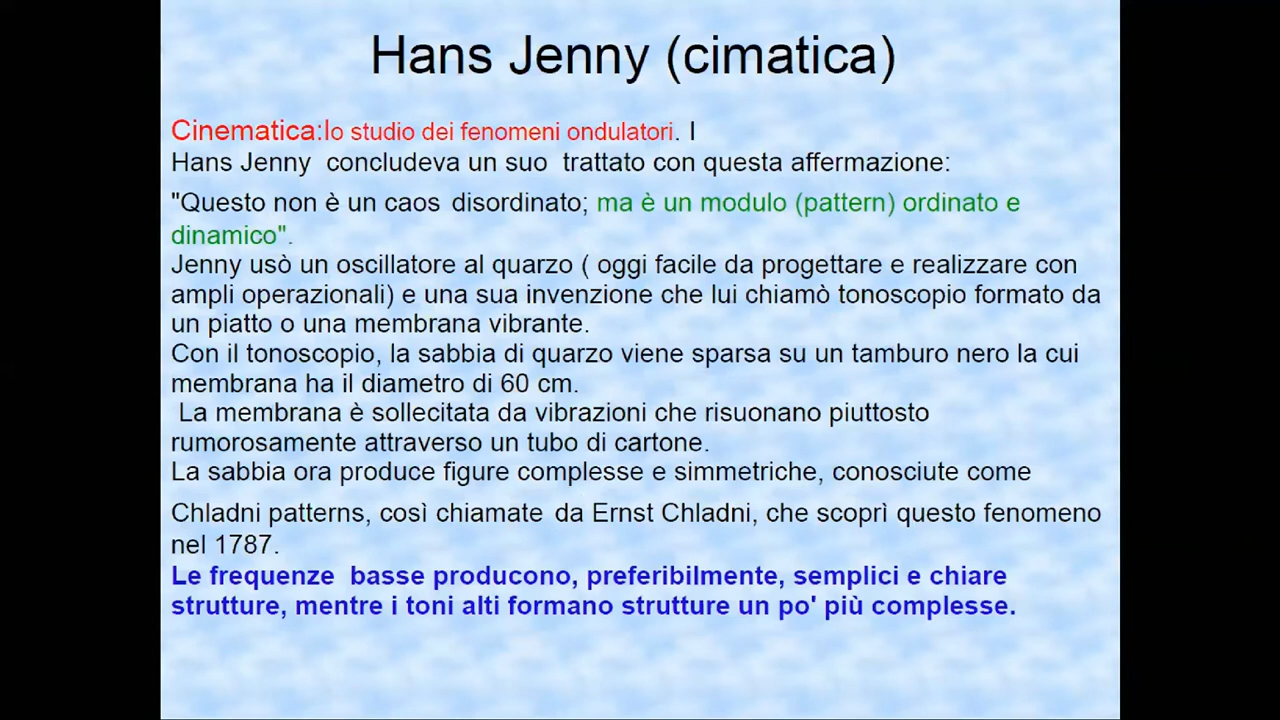 Hans Jenny (cimatica)
Cinematica:lo studio dei fenomeni ondulatori. I
Hans Jenny  concludeva un suo  trattato con questa affermazione:
"Questo non è un caos disordinato; ma è un modulo (pattern) ordinato e
dinamico".
Jenny usò un oscillatore al quarzo ( oggi facile da progettare e realizzare con
ampli operazionali) e una sua invenzione che lui chiamò tonoscopio formato da
un piatto o una membrana vibrante.
Con il tonoscopio, la sabbia di quarzo viene sparsa su un tamburo nero la cui
membrana ha il diametro di 60 cm.
La membrana è sollecitata da vibrazioni che risuonano piuttosto
rumorosamente attraverso un tubo di cartone.
La sabbia ora produce figure complesse e simmetriche, conosciute come
Chladni patterns, così chiamate da Ernst Chladni, che scoprì questo fenomeno
nel 1787.
Le frequenze  basse producono, preferibilmente, semplici e chiare
strutture, mentre i toni alti formano strutture un po' più complesse.